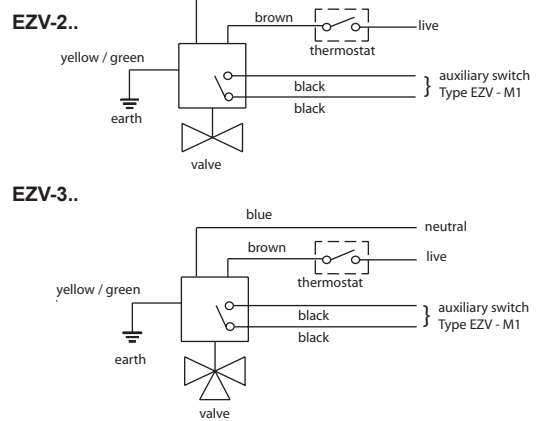 EZV-2..
brown
live
thermostat
yellow / green
auxiliary switch
Type EZV - M1
black
black
earth
valve
EZV-3..
blue
neutral
brown
live
thermostat
yellow / green
auxiliary switch
Type EZV - M1
black
black
earth
valve